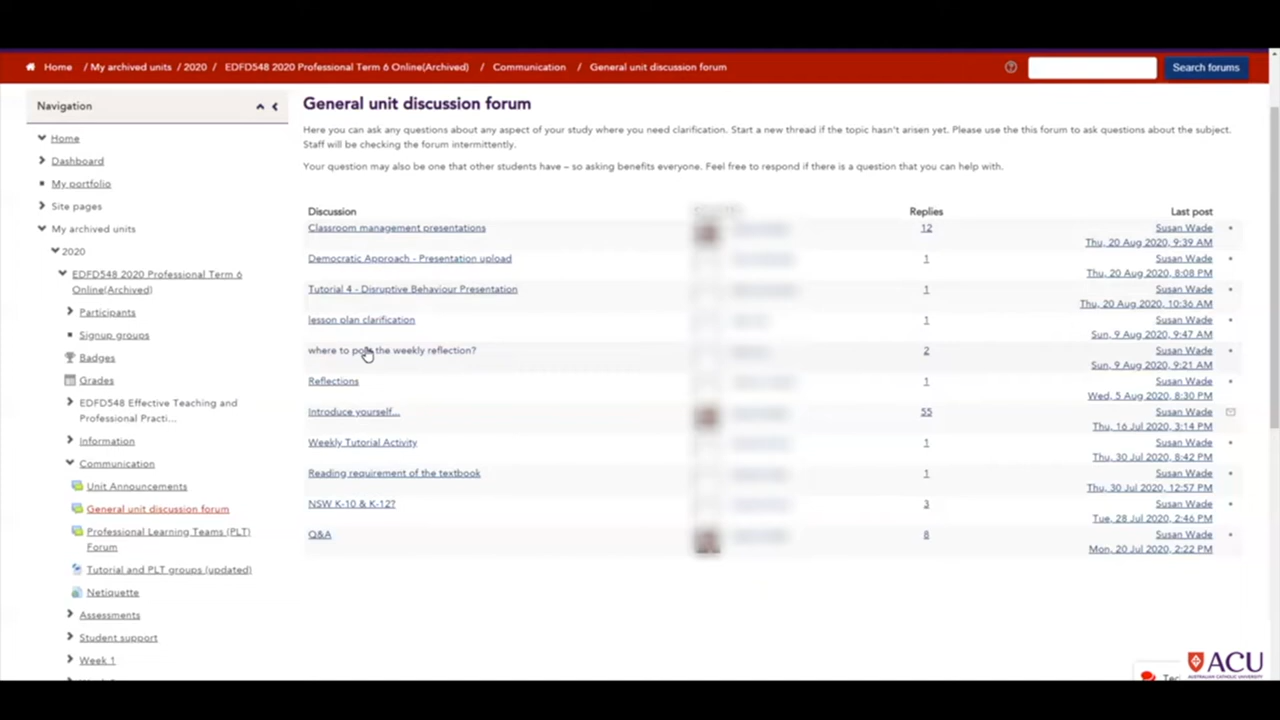 Home / My archived units / 2020 / EDFD548 2020 Professional Term 6 Online(Archived) / Communication / General unit discussion forum Search forums
Navigation
Home
Dashboard
My portfolio
Site pages
My archived units
2020
EDFD548 2020 Professional Term 6
Online(Archived)
Participants
Signup groups
Badges
Grades
EDFD548 Effective Teaching and
Professional Practi...
Information
Communication
Unit Announcements
General unit discussion forum
Professional Learning Teams (PLT)
Forum
Tutorial and PLT groups (updated)
Netiquette
Assessments
Student support
Week 1
General unit discussion forum
Here you can ask any questions about any aspect of your study where you need clarification. Start a new thread if the topic hasn't arisen yet. Please use the this forum to ask questions about the subject.
Staff will be checking the forum intermittently.
Your question may also be one that other students have – so asking benefits everyone. Feel free to respond if there is a question that you can help with.
Discussion Replies Last post
Classroom management presentations 12 Susan Wade
Thu, 20 Aug 2020, 9:39 AM
Democratic Approach - Presentation upload 1 Susan Wade
Thu, 20 Aug 2020, 8:08 PM
Tutorial 4 - Disruptive Behaviour Presentation 1 Susan Wade
Thu, 20 Aug 2020, 10:36 AM
lesson plan clarification 1 Susan Wade
Sun, 9 Aug 2020, 9:47 AM
where to the weekly reflection? 2 Susan Wade
Sun, 9 Aug 2020, 9:21 AM
Reflections 1 Susan Wade
Wed, 5 Aug 2020, 8:30 PM
Introduce yourself... 55 Susan Wade
Thu, 16 Jul 2020, 3:14 PM
Weekly Tutorial Activity 1 Susan Wade
Thu, 30 Jul 2020, 8:42 PM
Reading requirement of the textbook 1 Susan Wade
Thu, 30 Jul 2020, 12:57 PM
NSW K-10 & K-12? 3 Susan Wade
Tue, 28 Jul 2020, 2:46 PM
Q&A 8 Susan Wade
Mon, 20 Jul 2020, 2:22 PM
ACU
AUSTRALIAN CATHOLIC UNIVERSITY